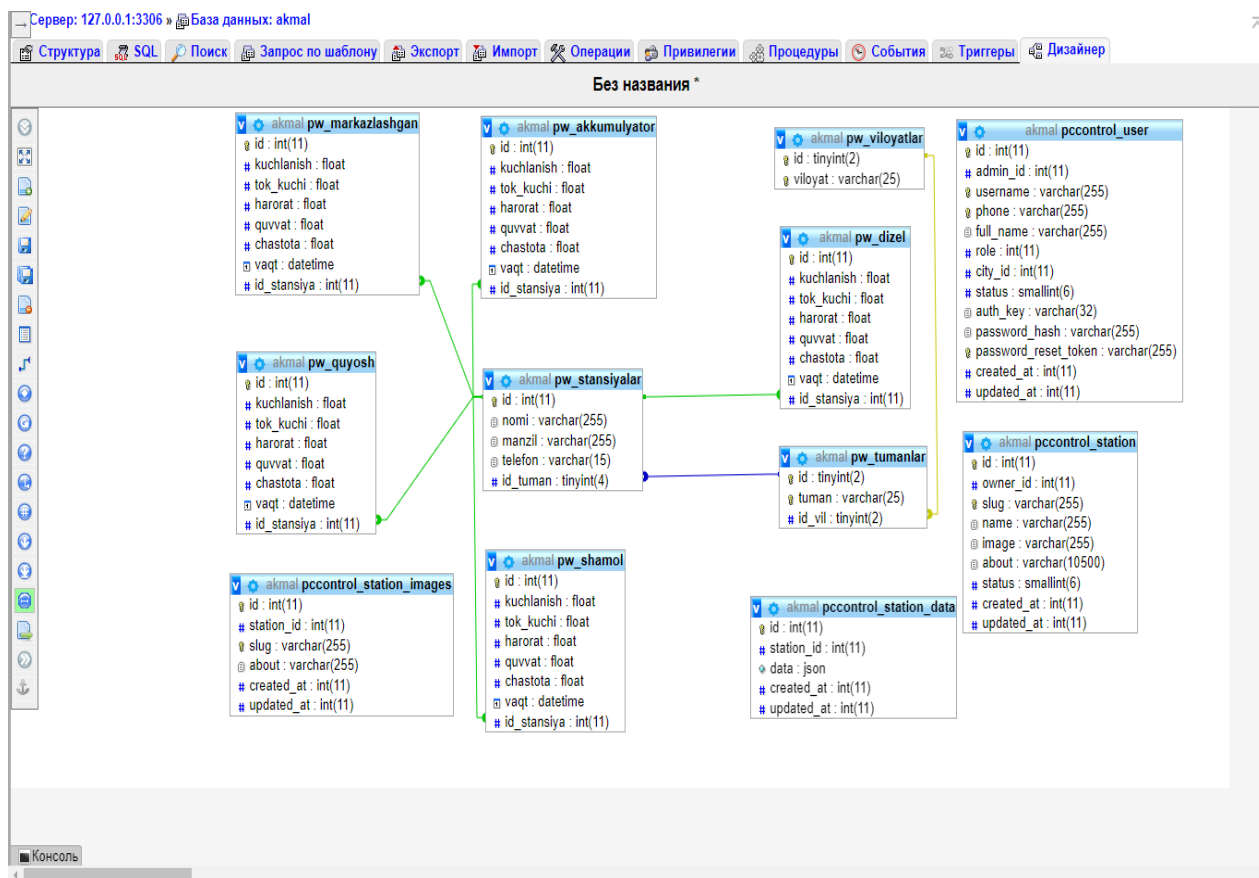 Сервер: 127.0.0.1:3306 » База данных: akmal
Структура SQL Поиск Запрос по шаблону Экспорт Импорт Операции Привилегии Процедуры События Триггеры Дизайнер
Без названия *
akmal pw_markazlashgan
id : int(11)
kuchlanish : float
tok_kuchi : float
harorat : float
quvvat : float
chastota : float
vaqt : datetime
id_stansiya : int(11)
akmal pw_akkumulyator
id : int(11)
kuchlanish : float
tok_kuchi : float
harorat : float
quvvat : float
chastota : float
vaqt : datetime
id_stansiya : int(11)
akmal pw_viloyatlar
id : tinyint(2)
viloyat : varchar(25)
akmal pccontrol_user
id : int(11)
admin_id : int(11)
username : varchar(255)
phone : varchar(255)
full_name : varchar(255)
role : int(11)
city_id : int(11)
status : smallint(6)
auth_key : varchar(32)
password_hash : varchar(255)
password_reset_token : varchar(255)
created_at : int(11)
updated_at : int(11)
akmal pw_dizel
id : int(11)
kuchlanish : float
tok_kuchi : float
harorat : float
quvvat : float
chastota : float
vaqt : datetime
id_stansiya : int(11)
akmal pw_quyosh
id : int(11)
kuchlanish : float
tok_kuchi : float
harorat : float
quvvat : float
chastota : float
vaqt : datetime
id_stansiya : int(11)
akmal pw_stansiyalar
id : int(11)
nomi : varchar(255)
manzil : varchar(255)
telefon : varchar(15)
id_tuman : tinyint(4)
akmal pw_tumanlar
id : tinyint(2)
tuman : varchar(25)
id_vil : tinyint(2)
akmal pccontrol_station
id : int(11)
owner_id : int(11)
slug : varchar(255)
name : varchar(255)
image : varchar(255)
about : varchar(10500)
status : smallint(6)
created_at : int(11)
updated_at : int(11)
akmal pccontrol_station_images
id : int(11)
station_id : int(11)
slug : varchar(255)
about : varchar(255)
created_at : int(11)
updated_at : int(11)
akmal pw_shamol
id : int(11)
kuchlanish : float
tok_kuchi : float
harorat : float
quvvat : float
chastota : float
vaqt : datetime
id_stansiya : int(11)
akmal pccontrol_station_data
id : int(11)
station_id : int(11)
data : json
created_at : int(11)
updated_at : int(11)
Консоль